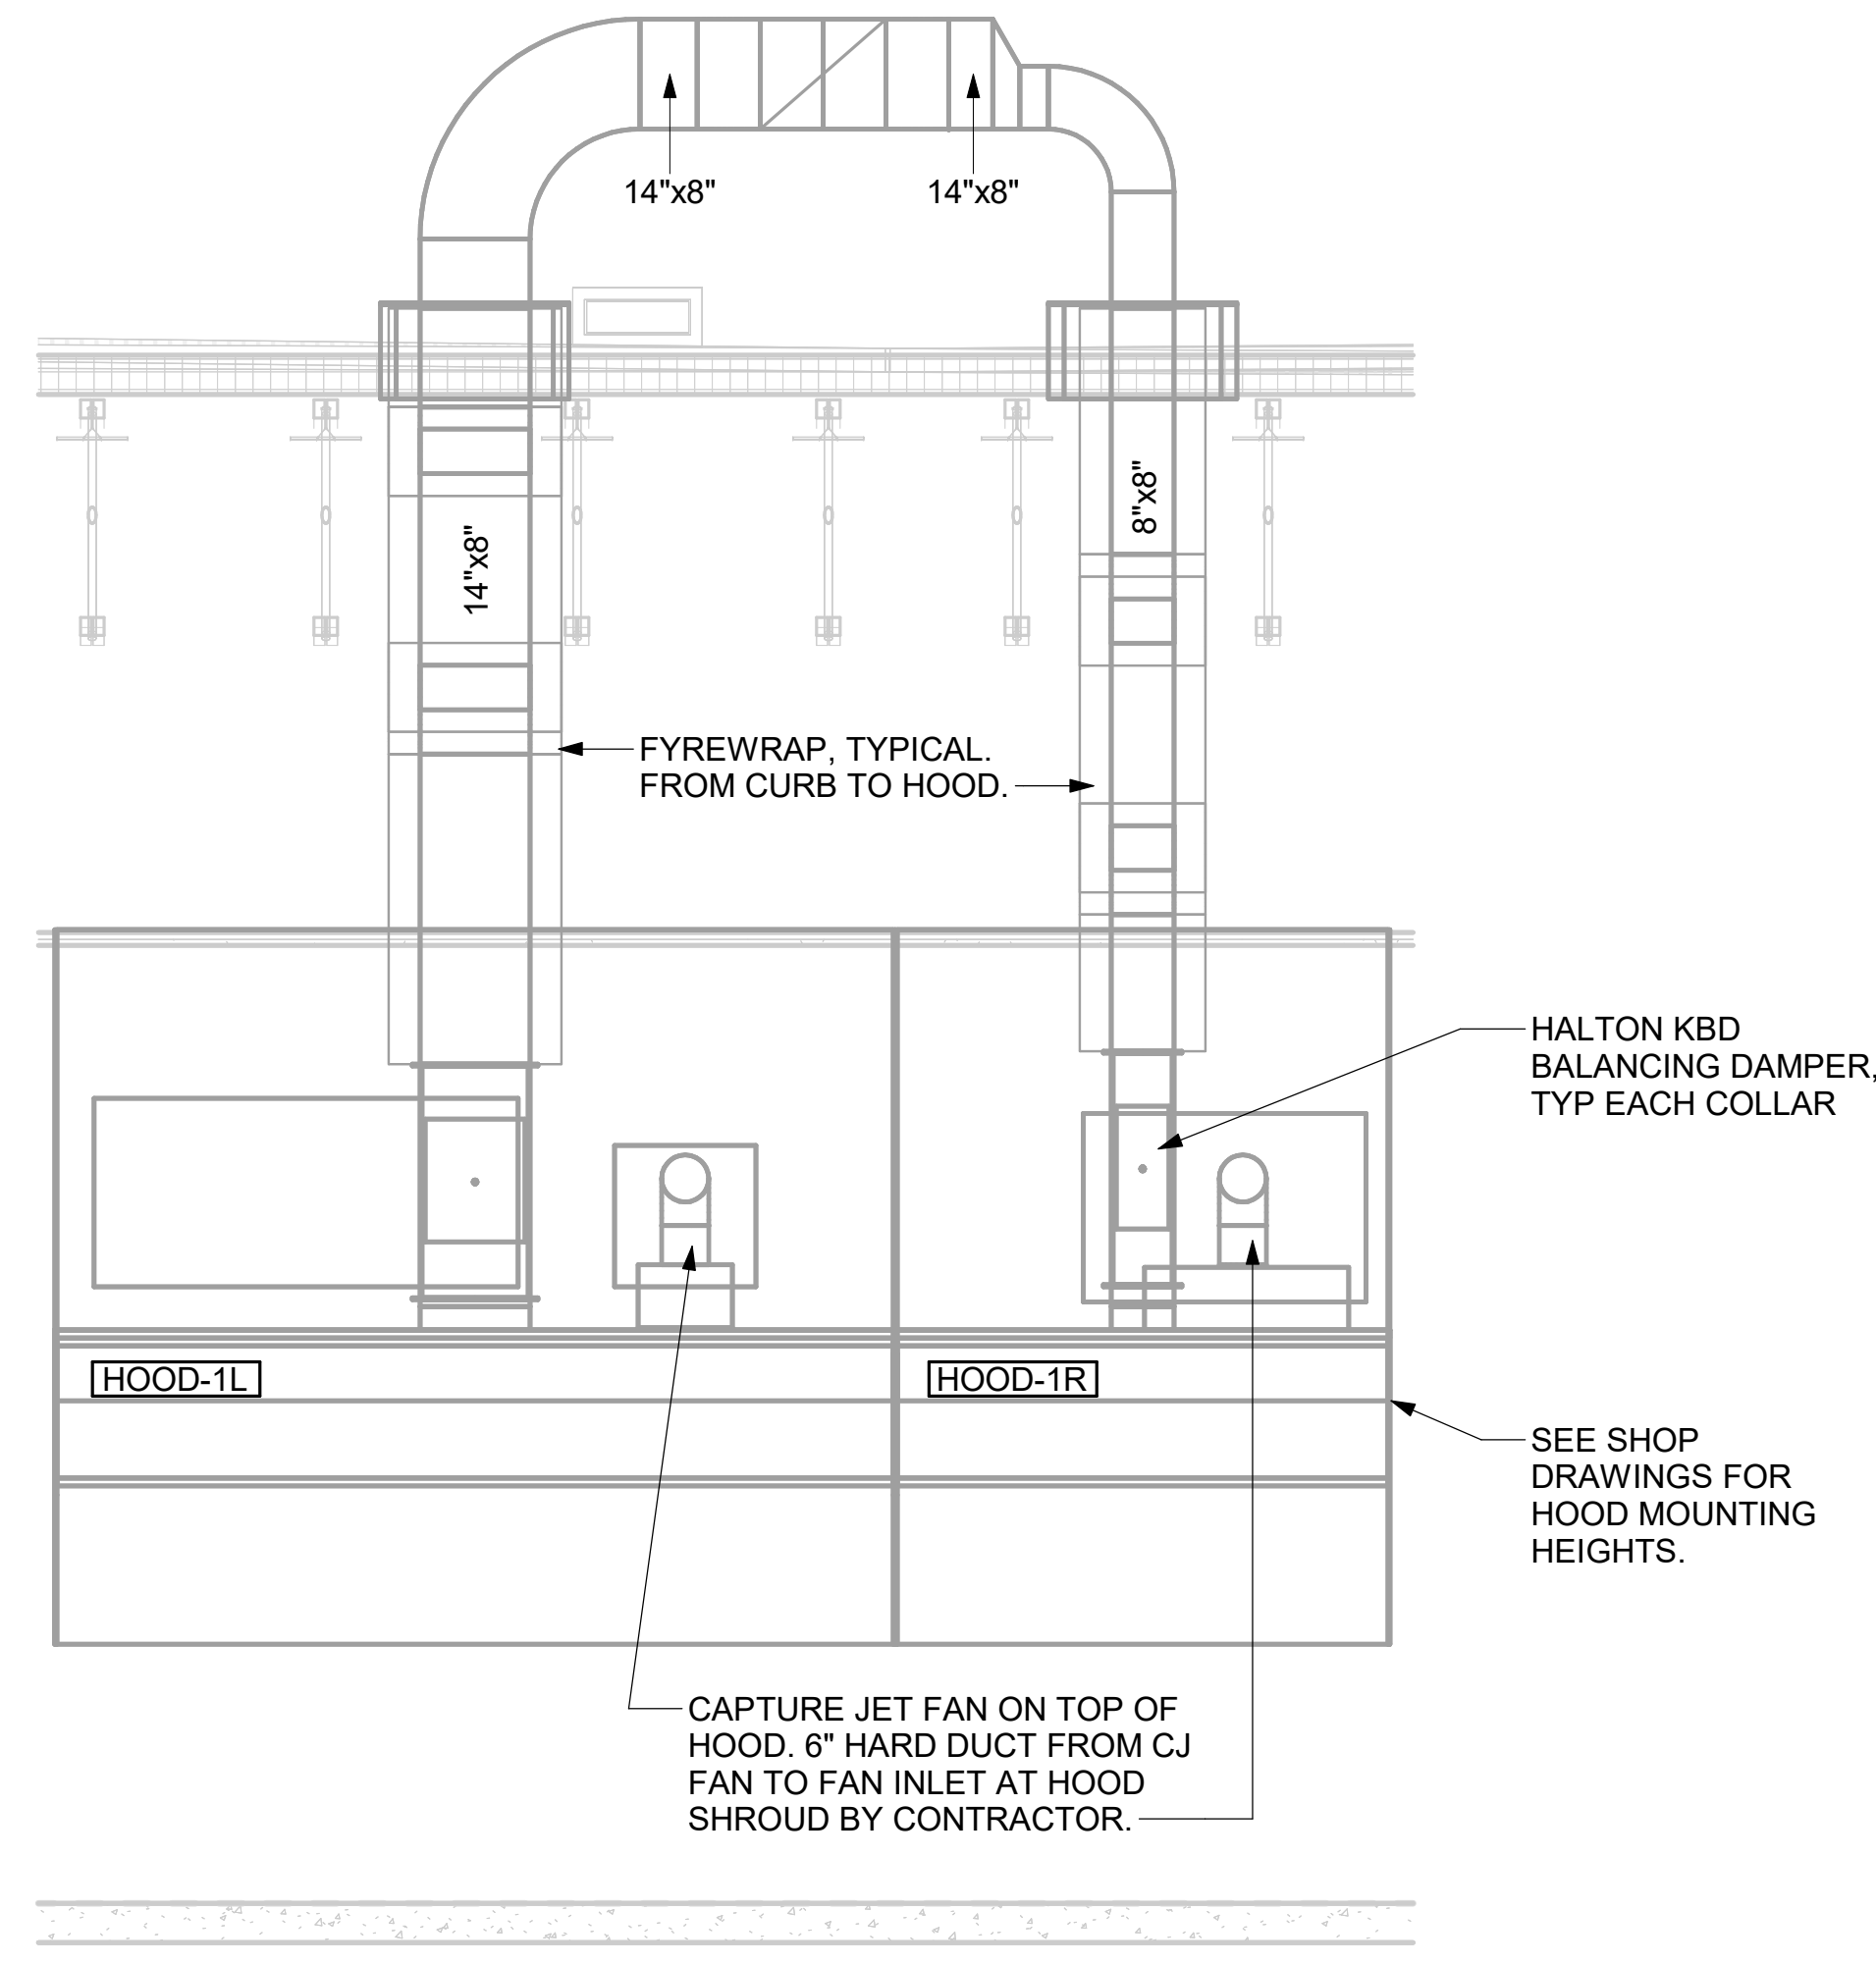 14"x8"
14"x8"
8"x8"
14"x8"
FYREWRAP, TYPICAL.
FROM CURB TO HOOD.
HALTON KBD
BALANCING DAMPER,
TYP EACH COLLAR
HOOD-1L
HOOD-1R
SEE SHOP
DRAWINGS FOR
HOOD MOUNTING
HEIGHTS.
CAPTURE JET FAN ON TOP OF
HOOD. 6" HARD DUCT FROM CJ
FAN TO FAN INLET AT HOOD
SHROUD BY CONTRACTOR.